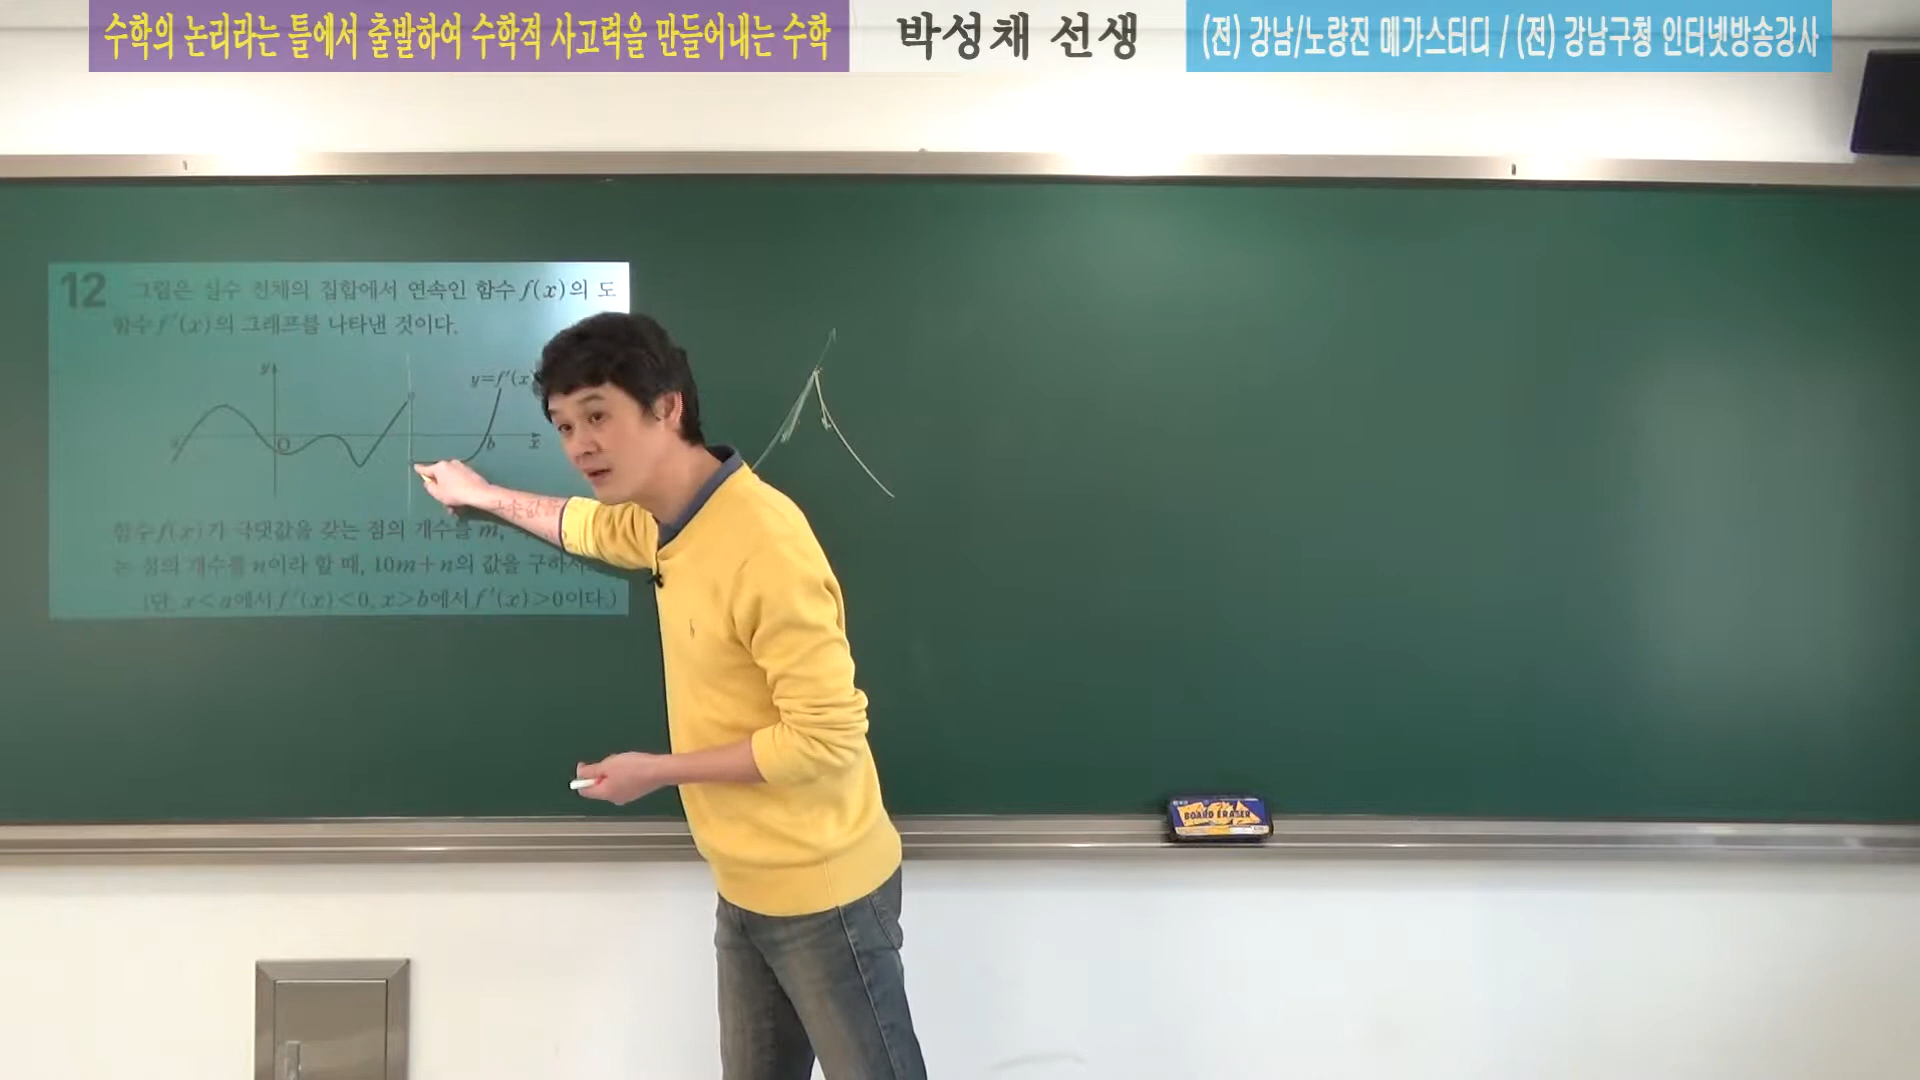 수학의 논리라는 틀에서 출발하여 수학적 사고력을 만들어내는 수학
박성채 선생
(전) 강남/노량진 메가스터디 / (전) 강남구청 인터넷방송강사
12 그림은 실수 전체의 집합에서 연속인 함수 f(x)의 도
함수 f'(x)의 그래프를 나타낸 것이다.
y
y=f'(x)
a
O
b
x
극솟값을
함수 f(x)가 극댓값을 갖는 점의 개수를 m,
는 점의 개수를 n이라 할 때, 10m+n의 값을
(단, x<a에서 f'(x)<0, x>b에서 f'(x)>0이다.)
BOARD ERASER